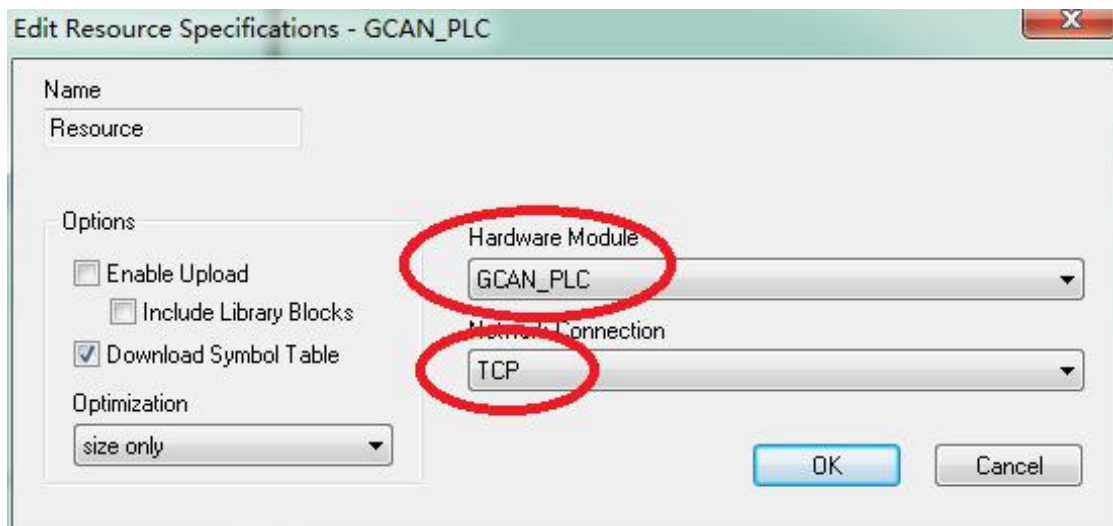 Edit Resource Specifications - GCAN_PLC
Name
Resource
Options
Enable Upload
Include Library Blocks
Download Symbol Table
Optimization
size only
Hardware Module
GCAN_PLC
Network Connection
TCP
OK
Cancel